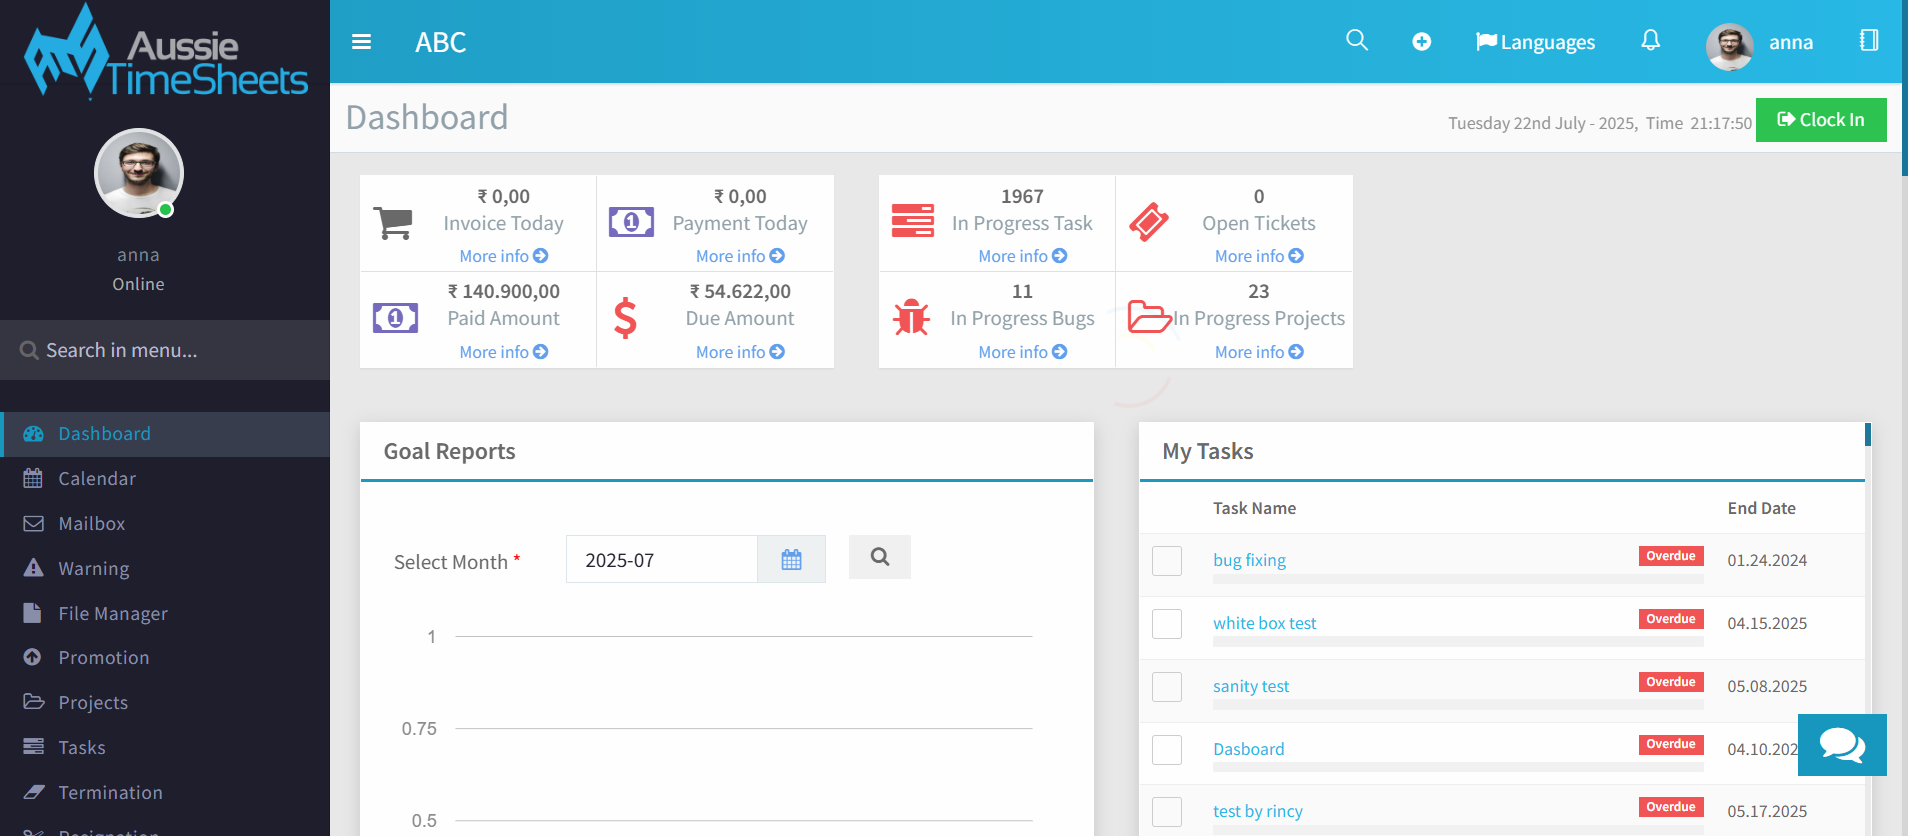 Aussie
TimeSheets
ABC
Languages
anna
Dashboard
Tuesday 22nd July - 2025, Time 21:17:50
Clock In
anna
Online
Search in menu...
Dashboard
Calendar
Mailbox
Warning
File Manager
Promotion
Projects
Tasks
Termination
Resignation
₹ 0,00
Invoice Today
More info
₹ 0,00
Payment Today
More info
₹ 140.900,00
Paid Amount
More info
₹ 54.622,00
Due Amount
More info
1967
In Progress Task
More info
0
Open Tickets
More info
11
In Progress Bugs
More info
23
In Progress Projects
More info
Goal Reports
Select Month *
2025-07
1
0.75
0.5
My Tasks
Task Name End Date
bug fixing Overdue 01.24.2024
white box test Overdue 04.15.2025
sanity test Overdue 05.08.2025
Dasboard Overdue 04.10.202
test by rincy Overdue 05.17.2025